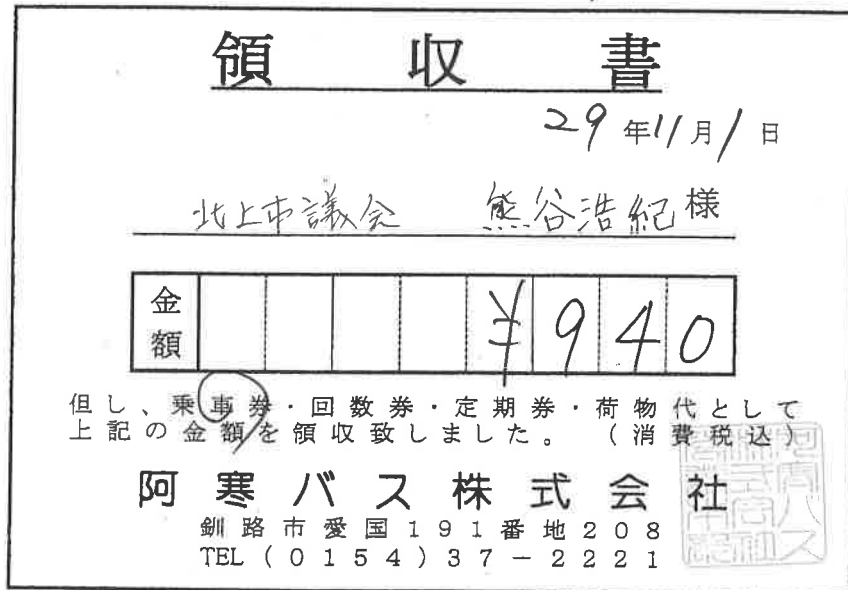 領収書
29年11月1日
北上市議会 熊谷浩紀様
金額 ¥940
但し、乗車券・回数券・定期券・荷物代として
上記の金額を領収致しました。（消費税込）
阿寒バス株式会社
釧路市愛国191番地208
TEL(0154)37-2221